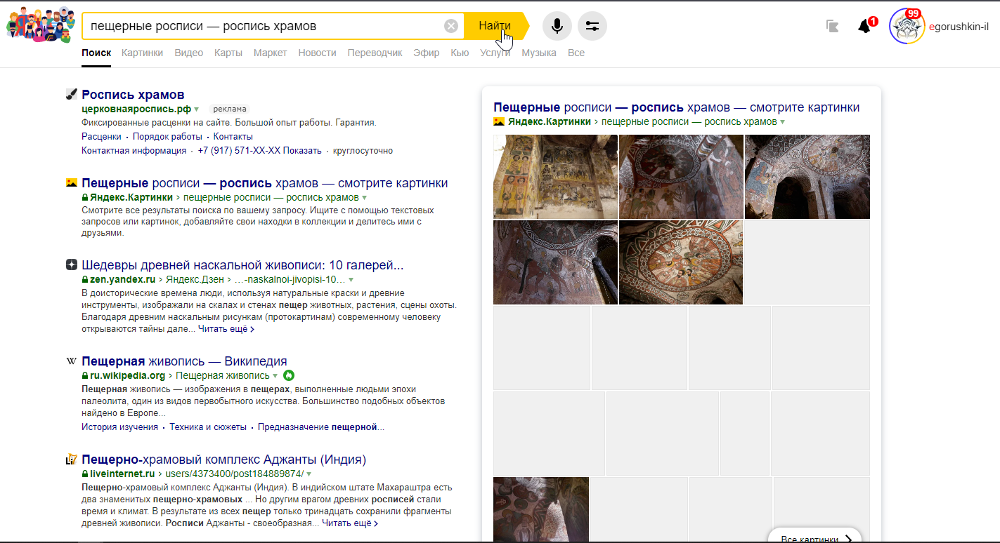 пещерные росписи — роспись храмов
Найти
1
99
egorushkin-il
Поиск Картинки Видео Карты Маркет Новости Переводчик Эфир Кью Услуги Музыка Все
Роспись храмов
церковнаяроспись.рф реклама
Фиксированные расценки на сайте. Большой опыт работы. Гарантия.
Расценки · Порядок работы · Контакты
Контактная информация · +7 (917) 571-XX-XX Показать · круглосуточно
Пещерные росписи — роспись храмов — смотрите картинки
Яндекс.Картинки › пещерные росписи — роспись храмов
Смотрите все результаты поиска по вашему запросу. Ищите с помощью текстовых
запросов или картинок, добавляйте свои находки в коллекции и делитесь ими с
друзьями.
Шедевры древней наскальной живописи: 10 галерей...
zen.yandex.ru › Яндекс.Дзен › …-naskalnoi-jivopisi-10…
В доисторические времена люди, используя натуральные краски и древние
инструменты, изображали на скалах и стенах пещер животных, растения, сцены охоты.
Благодаря древним наскальным рисункам (протокартинам) современному человеку
открываются тайны дале... Читать ещё ›
W Пещерная живопись — Википедия
ru.wikipedia.org › Пещерная живопись
Пещерная живопись — изображения в пещерах, выполненные людьми эпохи
палеолита, один из видов первобытного искусства. Большинство подобных объектов
найдено в Европе...
История изучения · Техника и сюжеты · Предназначение пещерной...
Li Пещерно-храмовый комплекс Аджанты (Индия)
liveinternet.ru › users/4373400/post184889874/
Пещерно-храмовый комплекс Аджанты (Индия). В индийском штате Махараштра есть
два знаменитых пещерно-храмовых ... Но другим врагом древних росписей стали
время и климат. В результате из всех пещер только тринадцать сохранили фрагменты
древней живописи. Росписи Аджанты - своеобразная... Читать ещё ›
Пещерные росписи — роспись храмов — смотрите картинки
Яндекс.Картинки › пещерные росписи — роспись храмов
Все картинки